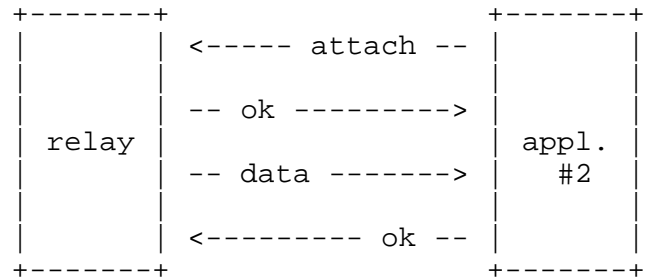 +-------+ +-------+
| | <----- attach -- | |
| | | |
| | -- ok ---------> | |
| relay | | appl. |
| | -- data -------> | #2 |
| | | |
| | <--------- ok -- | |
+-------+ +-------+